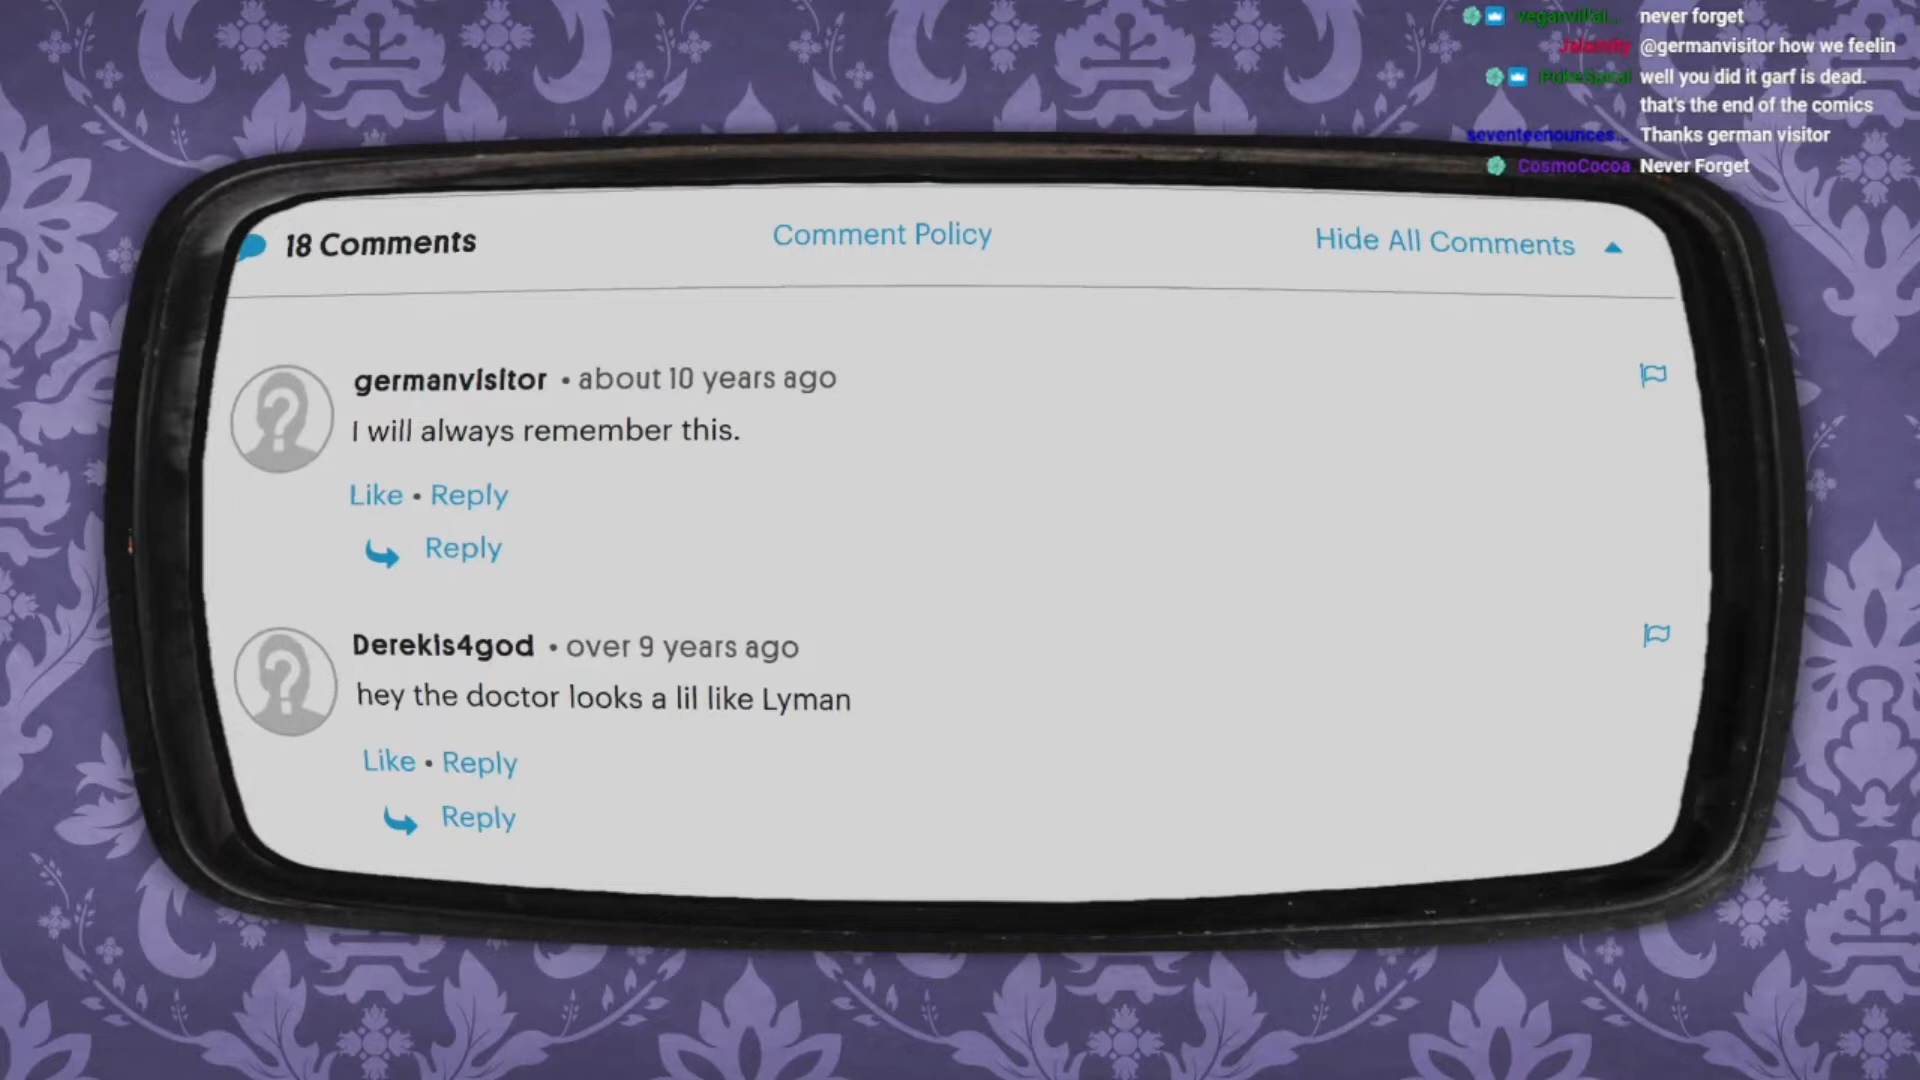 never forget
Jalamity @germanvisitor how we feelin
well you did it garf is dead.
that's the end of the comics
seventeenounces... Thanks german visitor
CosmoCocoa Never Forget
18 Comments
Comment Policy
Hide All Comments
germanvisitor • about 10 years ago
I will always remember this.
Like • Reply
Reply
Derekis4god • over 9 years ago
hey the doctor looks a lil like Lyman
Like • Reply
Reply